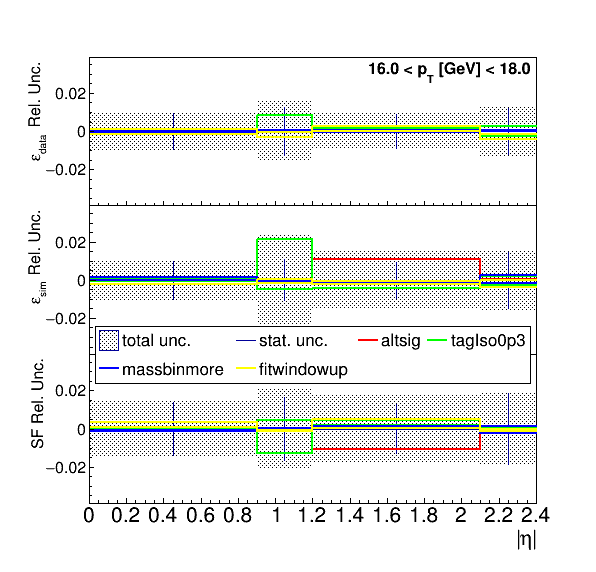 16.0 < p_T [GeV] < 18.0
ε_data Rel. Unc.
0.02
0
−0.02
ε_sim Rel. Unc.
0.02
0
−0.02
total unc. stat. unc. altsig tagIso0p3
massbinmore fitwindowup
SF Rel. Unc.
0.02
0
−0.02
0 0.2 0.4 0.6 0.8 1 1.2 1.4 1.6 1.8 2 2.2 2.4
|η|